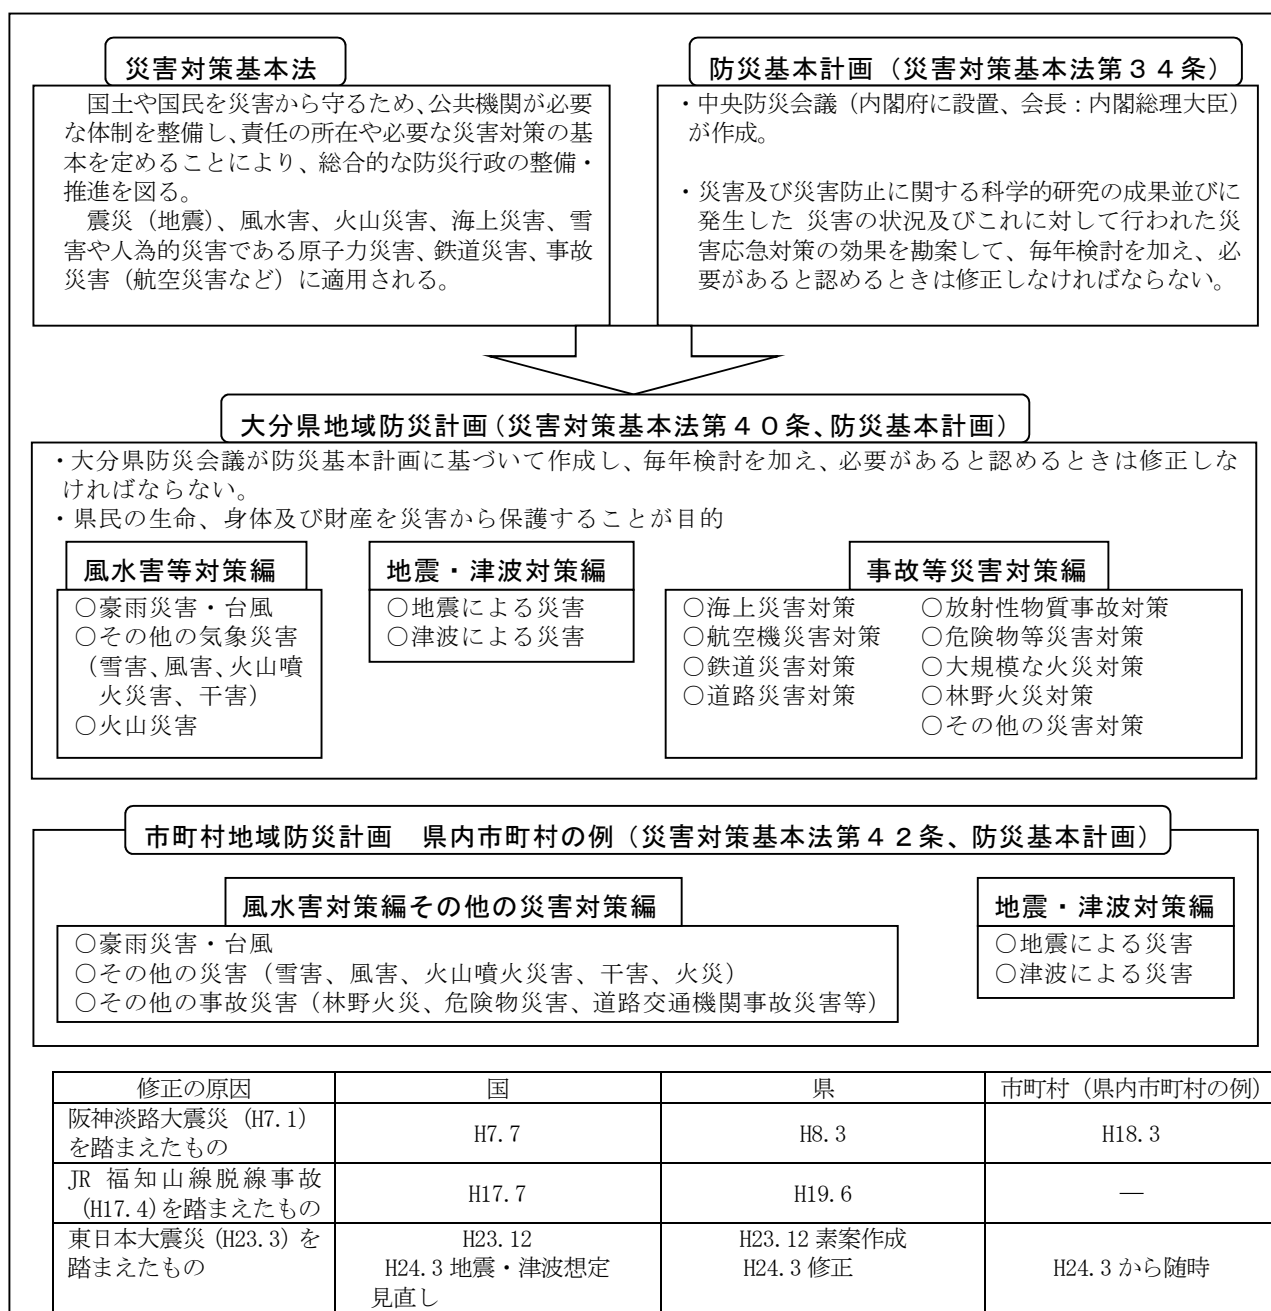 災害対策基本法
国土や国民を災害から守るため、公共機関が必要
な体制を整備し、責任の所在や必要な災害対策の基
本を定めることにより、総合的な防災行政の整備・
推進を図る。
震災（地震）、風水害、火山災害、海上災害、雪
害や人為的災害である原子力災害、鉄道災害、事故
災害（航空災害など）に適用される。
防災基本計画（災害対策基本法第３４条）
・中央防災会議（内閣府に設置、会長：内閣総理大臣）
が作成。
・災害及び災害防止に関する科学的研究の成果並びに
発生した 災害の状況及びこれに対して行われた災
害応急対策の効果を勘案して、毎年検討を加え、必
要があると認めるときは修正しなければならない。
大分県地域防災計画（災害対策基本法第４０条、防災基本計画）
・大分県防災会議が防災基本計画に基づいて作成し、毎年検討を加え、必要があると認めるときは修正しな
ければならない。
・県民の生命、身体及び財産を災害から保護することが目的
風水害等対策編
○豪雨災害・台風
○その他の気象災害
（雪害、風害、火山噴
火災害、干害）
○火山災害
地震・津波対策編
○地震による災害
○津波による災害
事故等災害対策編
○海上災害対策
○航空機災害対策
○鉄道災害対策
○道路災害対策
○放射性物質事故対策
○危険物等災害対策
○大規模な火災対策
○林野火災対策
○その他の災害対策
市町村地域防災計画　県内市町村の例（災害対策基本法第４２条、防災基本計画）
風水害対策編その他の災害対策編
○豪雨災害・台風
○その他の災害（雪害、風害、火山噴火災害、干害、火災）
○その他の事故災害（林野火災、危険物災害、道路交通機関事故災害等）
地震・津波対策編
○地震による災害
○津波による災害
修正の原因 国 県 市町村（県内市町村の例）
阪神淡路大震災（H7.1）
を踏まえたもの
H7.7 H8.3 H18.3
JR 福知山線脱線事故
（H17.4）を踏まえたもの
H17.7 H19.6 ―
東日本大震災（H23.3）を
踏まえたもの
H23.12
H24.3 地震・津波想定
見直し
H23.12 素案作成
H24.3 修正
H24.3 から随時